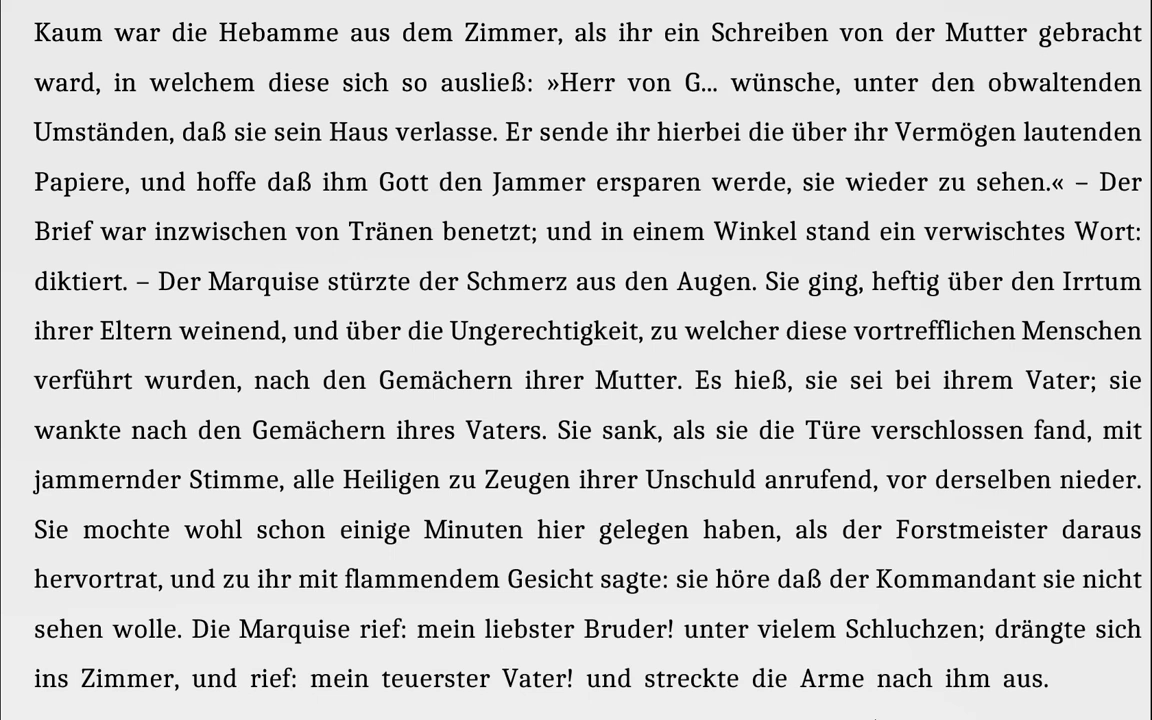 Kaum war die Hebamme aus dem Zimmer, als ihr ein Schreiben von der Mutter gebracht
ward, in welchem diese sich so ausließ: »Herr von G... wünsche, unter den obwaltenden
Umständen, daß sie sein Haus verlasse. Er sende ihr hierbei die über ihr Vermögen lautenden
Papiere, und hoffe daß ihm Gott den Jammer ersparen werde, sie wieder zu sehen.« – Der
Brief war inzwischen von Tränen benetzt; und in einem Winkel stand ein verwischtes Wort:
diktiert. – Der Marquise stürzte der Schmerz aus den Augen. Sie ging, heftig über den Irrtum
ihrer Eltern weinend, und über die Ungerechtigkeit, zu welcher diese vortrefflichen Menschen
verführt wurden, nach den Gemächern ihrer Mutter. Es hieß, sie sei bei ihrem Vater; sie
wankte nach den Gemächern ihres Vaters. Sie sank, als sie die Türe verschlossen fand, mit
jammernder Stimme, alle Heiligen zu Zeugen ihrer Unschuld anrufend, vor derselben nieder.
Sie mochte wohl schon einige Minuten hier gelegen haben, als der Forstmeister daraus
hervortrat, und zu ihr mit flammendem Gesicht sagte: sie höre daß der Kommandant sie nicht
sehen wolle. Die Marquise rief: mein liebster Bruder! unter vielem Schluchzen; drängte sich
ins Zimmer, und rief: mein teuerster Vater! und streckte die Arme nach ihm aus.